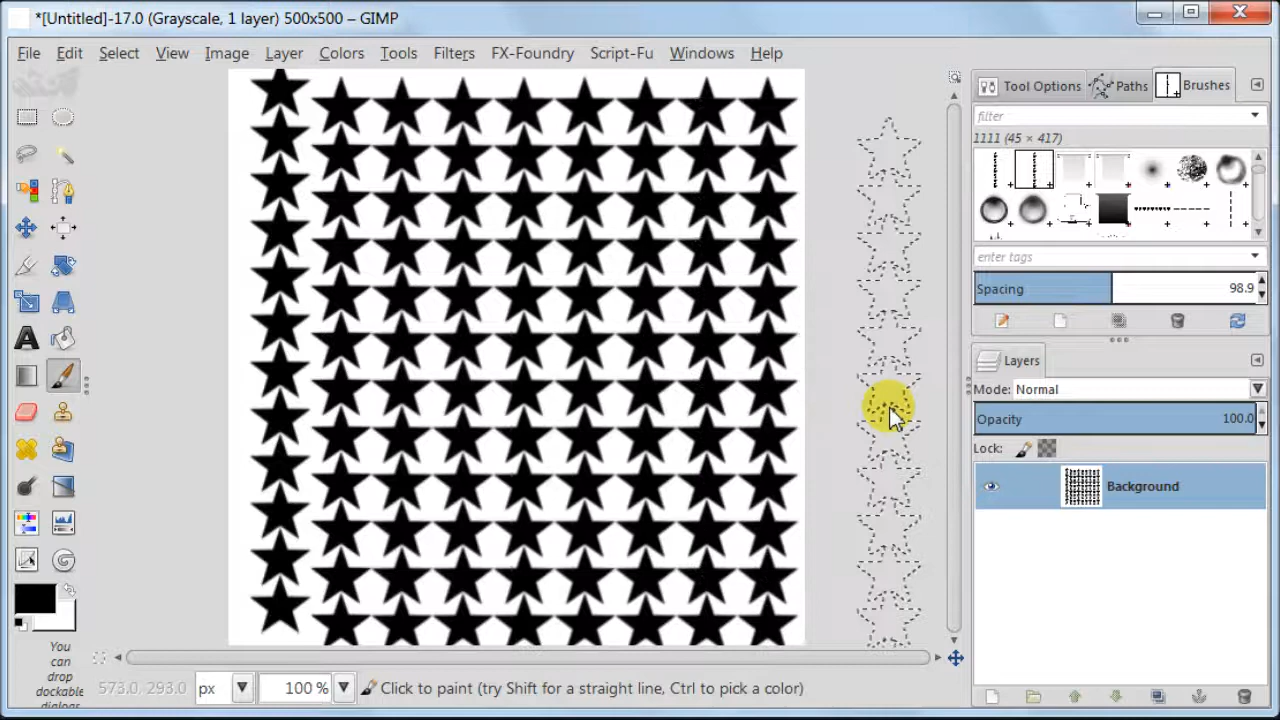 *[Untitled]-17.0 (Grayscale, 1 layer) 500x500 – GIMP
File Edit Select View Image Layer Colors Tools Filters FX-Foundry Script-Fu Windows Help
Tool Options Paths Brushes
filter
1111 (45 × 417)
enter tags
Spacing 98.9
Layers
Mode: Normal
Opacity 100.0
Lock:
Background
You
can
drop
dockable
dialogs
573.0, 293.0 px 100 % Click to paint (try Shift for a straight line, Ctrl to pick a color)